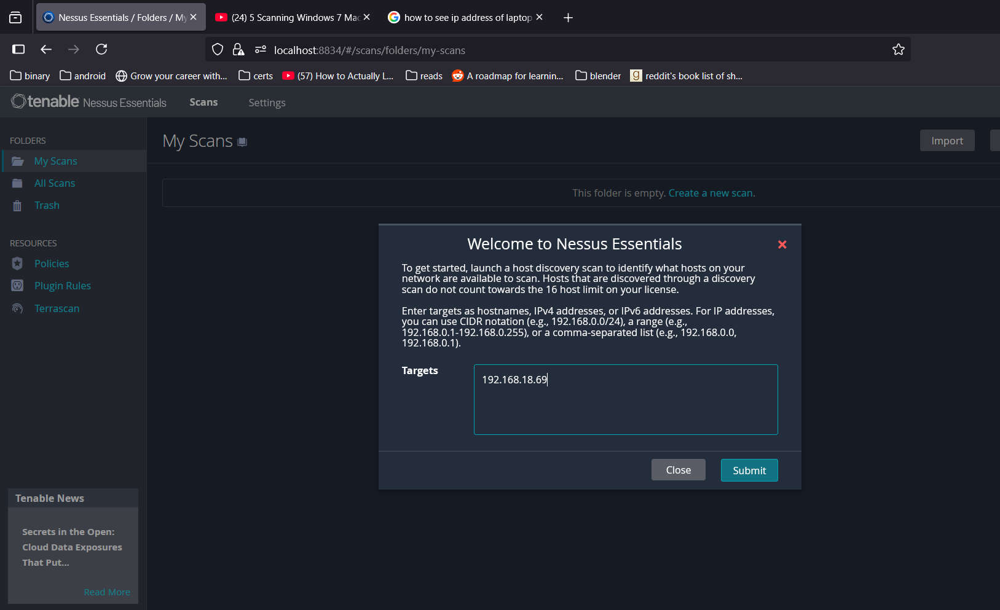 Nessus Essentials / Folders / My
(24) 5 Scanning Windows 7 Mac
how to see ip address of laptop
localhost:8834/#/scans/folders/my-scans
binary
android
Grow your career with...
certs
(57) How to Actually L...
reads
A roadmap for learnin...
blender
g
reddit's book list of sh...
tenable Nessus Essentials
Scans
Settings
FOLDERS
My Scans
All Scans
Trash
RESOURCES
Policies
Plugin Rules
Terrascan
Tenable News
Secrets in the Open:
Cloud Data Exposures
That Put...
Read More
My Scans
Import
This folder is empty. Create a new scan.
Welcome to Nessus Essentials
To get started, launch a host discovery scan to identify what hosts on your
network are available to scan. Hosts that are discovered through a discovery
scan do not count towards the 16 host limit on your license.
Enter targets as hostnames, IPv4 addresses, or IPv6 addresses. For IP addresses,
you can use CIDR notation (e.g., 192.168.0.0/24), a range (e.g.,
192.168.0.1-192.168.0.255), or a comma-separated list (e.g., 192.168.0.0,
192.168.0.1).
Targets
192.168.18.69
Close
Submit